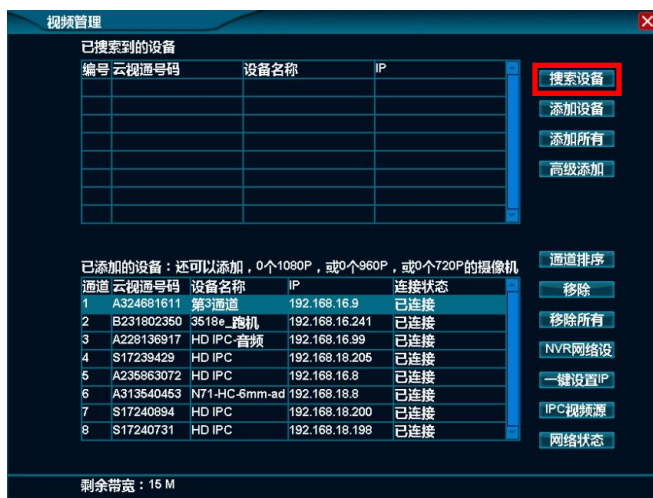 视频管理
已搜索到的设备
编号 云视通号码 设备名称 IP
搜索设备
添加设备
添加所有
高级添加
已添加的设备：还可以添加，0个1080P，或0个960P，或0个720P的摄像机
通道 云视通号码 设备名称 IP 连接状态
1 A324681611 第3通道 192.168.16.9 已连接
2 B231802350 3518e_跑机 192.168.16.241 已连接
3 A228136917 HD IPC-音频 192.168.16.99 已连接
4 S17239429 HD IPC 192.168.18.205 已连接
5 A235863072 HD IPC 192.168.16.8 已连接
6 A313540453 N71-HC-6mm-ad 192.168.18.8 已连接
7 S17240894 HD IPC 192.168.18.200 已连接
8 S17240731 HD IPC 192.168.18.198 已连接
通道排序
移除
移除所有
NVR网络设
一键设置IP
IPC视频源
网络状态
剩余带宽：15 M